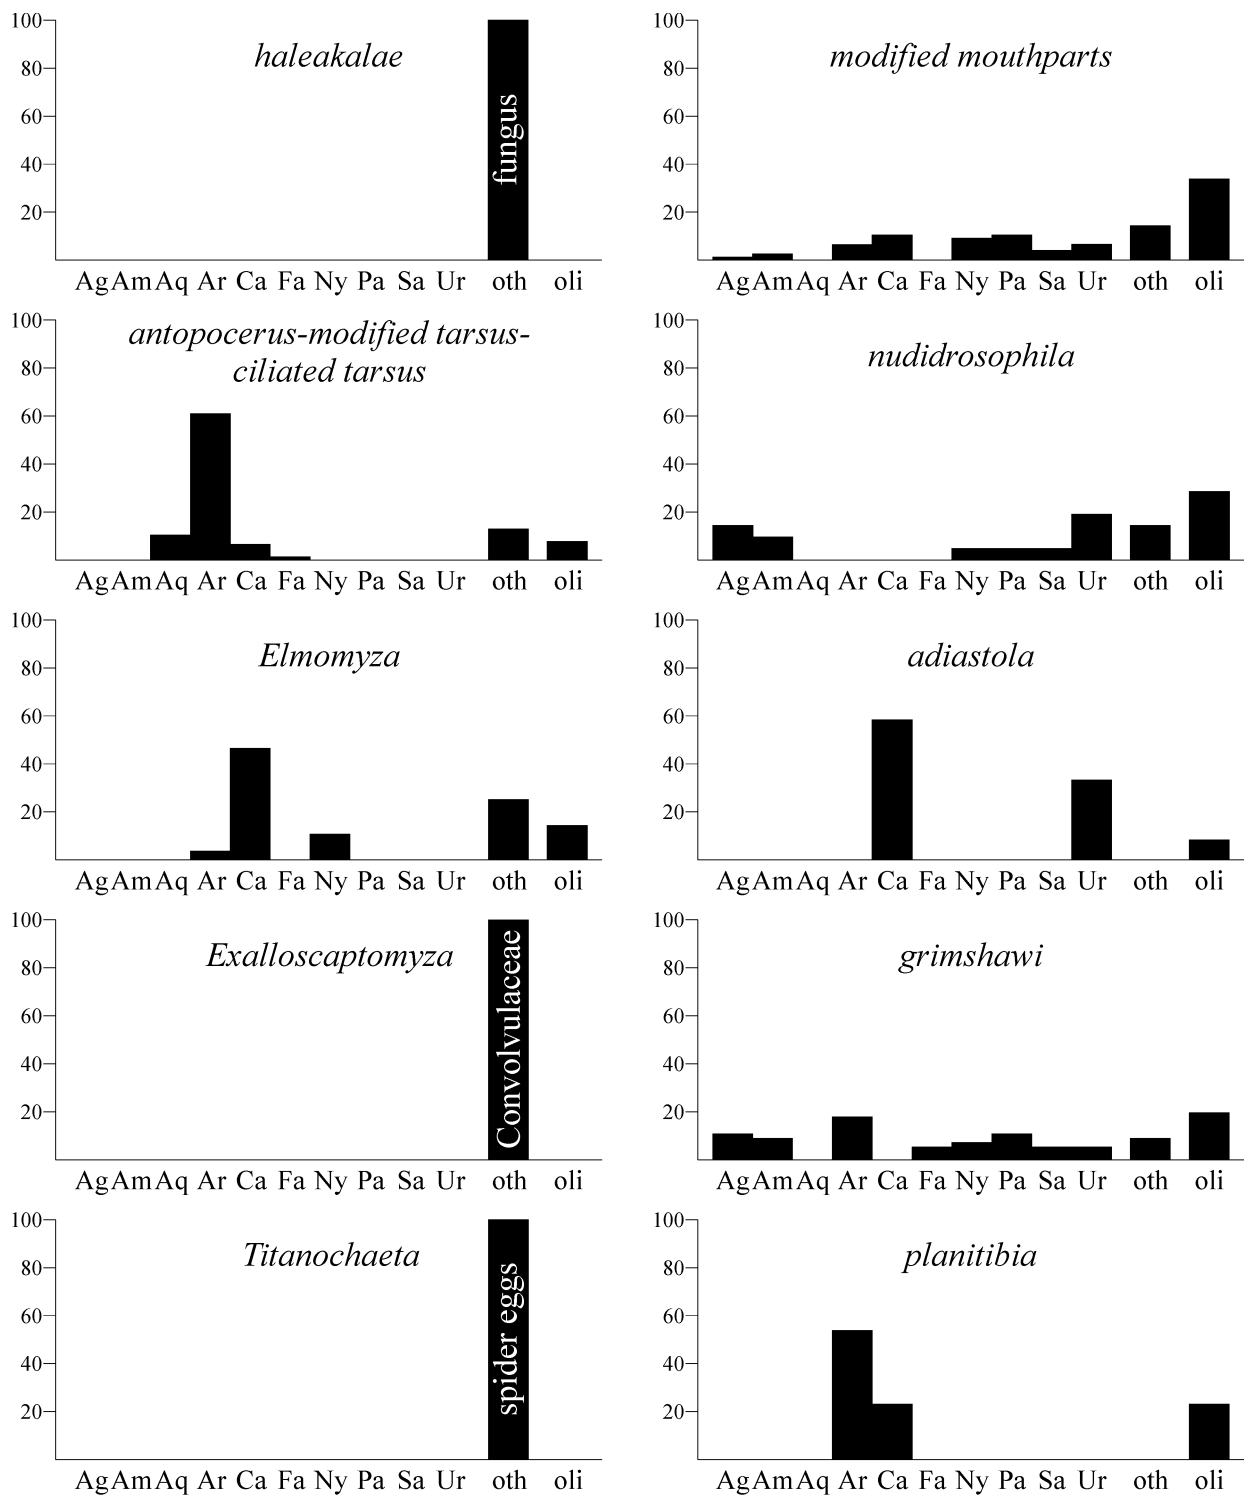 100
80
60
40
20
haleakalae
fungus
Ag Am Aq Ar Ca Fa Ny Pa Sa Ur oth oli
100
80
60
40
20
modified mouthparts
Ag Am Aq Ar Ca Fa Ny Pa Sa Ur oth oli
100
80
60
40
20
antopocerus-modified tarsus-
ciliated tarsus
Ag Am Aq Ar Ca Fa Ny Pa Sa Ur oth oli
100
80
60
40
20
nudidrosophila
Ag Am Aq Ar Ca Fa Ny Pa Sa Ur oth oli
100
80
60
40
20
Elmomyza
Ag Am Aq Ar Ca Fa Ny Pa Sa Ur oth oli
100
80
60
40
20
adiastola
Ag Am Aq Ar Ca Fa Ny Pa Sa Ur oth oli
100
80
60
40
20
Exalloscaptomyza
Convolvulaceae
Ag Am Aq Ar Ca Fa Ny Pa Sa Ur oth oli
100
80
60
40
20
grimshawi
Ag Am Aq Ar Ca Fa Ny Pa Sa Ur oth oli
100
80
60
40
20
Titanochaeta
spider eggs
Ag Am Aq Ar Ca Fa Ny Pa Sa Ur oth oli
100
80
60
40
20
planitibia
Ag Am Aq Ar Ca Fa Ny Pa Sa Ur oth oli